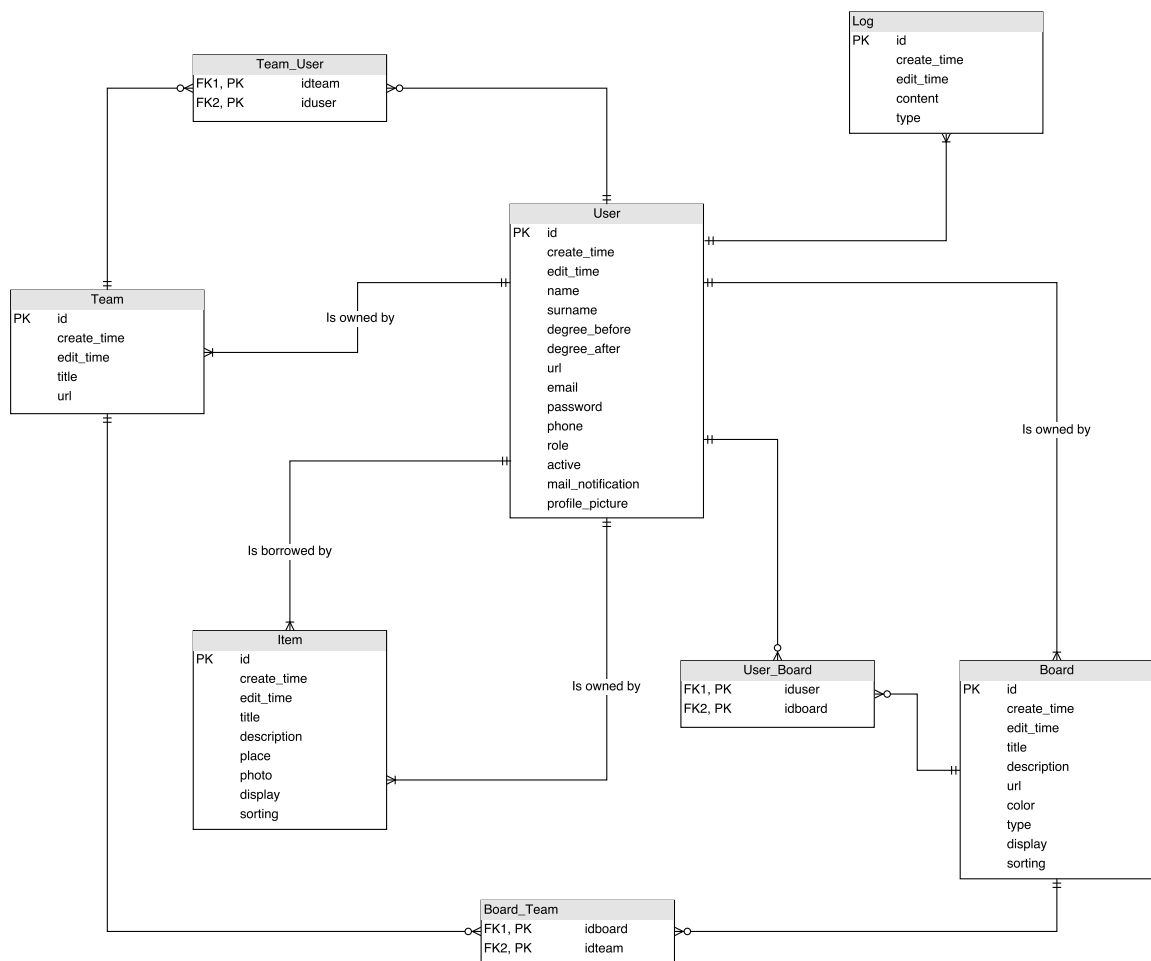 Log
PK id
create_time
edit_time
content
type
Team_User
FK1, PK idteam
FK2, PK iduser
User
PK id
create_time
edit_time
name
surname
degree_before
degree_after
url
email
password
phone
role
active
mail_notification
profile_picture
Team
PK id
create_time
edit_time
title
url
Is owned by
Is owned by
Is borrowed by
Is owned by
Item
PK id
create_time
edit_time
title
description
place
photo
display
sorting
User_Board
FK1, PK iduser
FK2, PK idboard
Board
PK id
create_time
edit_time
title
description
url
color
type
display
sorting
Board_Team
FK1, PK idboard
FK2, PK idteam